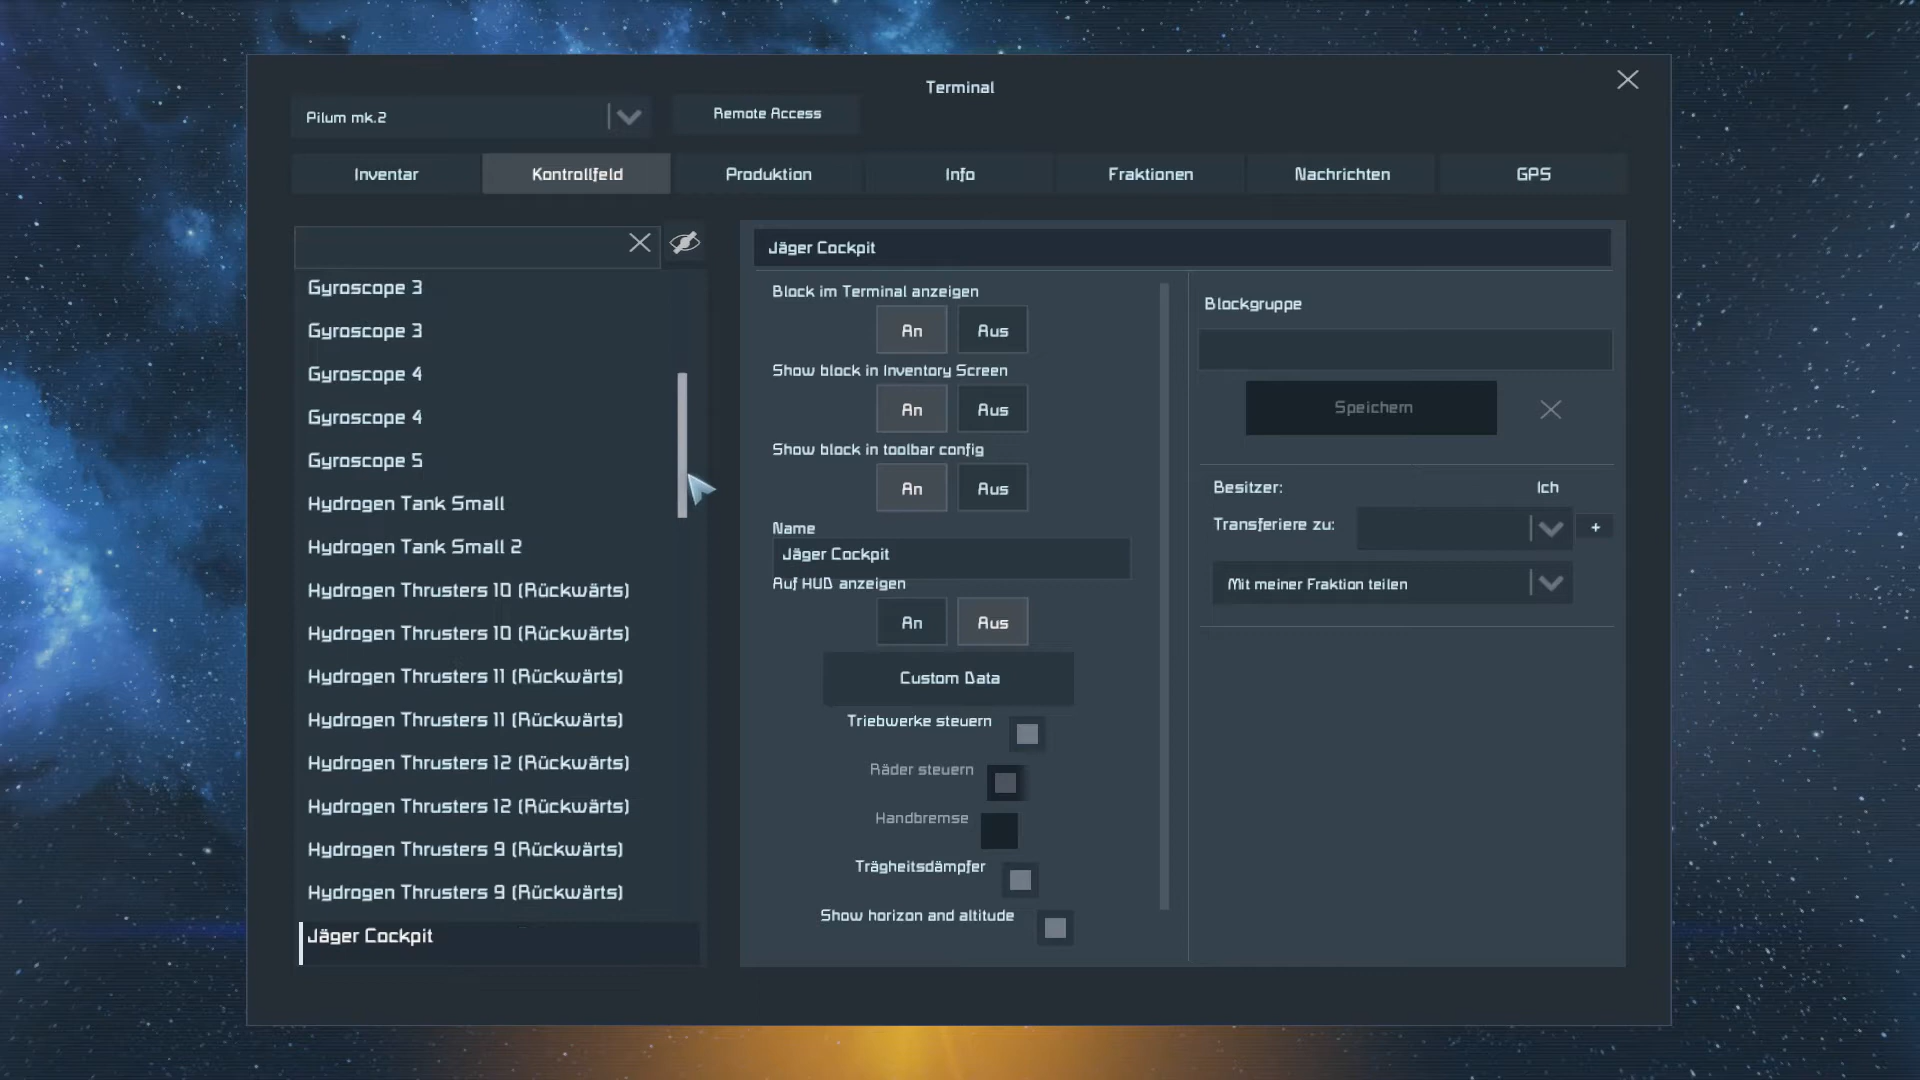 Terminal
Pilum mk.2
Remote Access
Inventar
Kontrollfeld
Produktion
Info
Fraktionen
Nachrichten
GPS
Gyroscope 3
Gyroscope 3
Gyroscope 4
Gyroscope 4
Gyroscope 5
Hydrogen Tank Small
Hydrogen Tank Small 2
Hydrogen Thrusters 10 (Rückwärts)
Hydrogen Thrusters 10 (Rückwärts)
Hydrogen Thrusters 11 (Rückwärts)
Hydrogen Thrusters 11 (Rückwärts)
Hydrogen Thrusters 12 (Rückwärts)
Hydrogen Thrusters 12 (Rückwärts)
Hydrogen Thrusters 9 (Rückwärts)
Hydrogen Thrusters 9 (Rückwärts)
Jäger Cockpit
Jäger Cockpit
Block im Terminal anzeigen
An Aus
Show block in Inventory Screen
An Aus
Show block in toolbar config
An Aus
Name
Jäger Cockpit
Auf HUD anzeigen
An Aus
Custom Data
Triebwerke steuern
Räder steuern
Handbremse
Trägheitsdämpfer
Show horizon and altitude
Blockgruppe
Speichern
Besitzer: Ich
Transferiere zu: +
Mit meiner Fraktion teilen